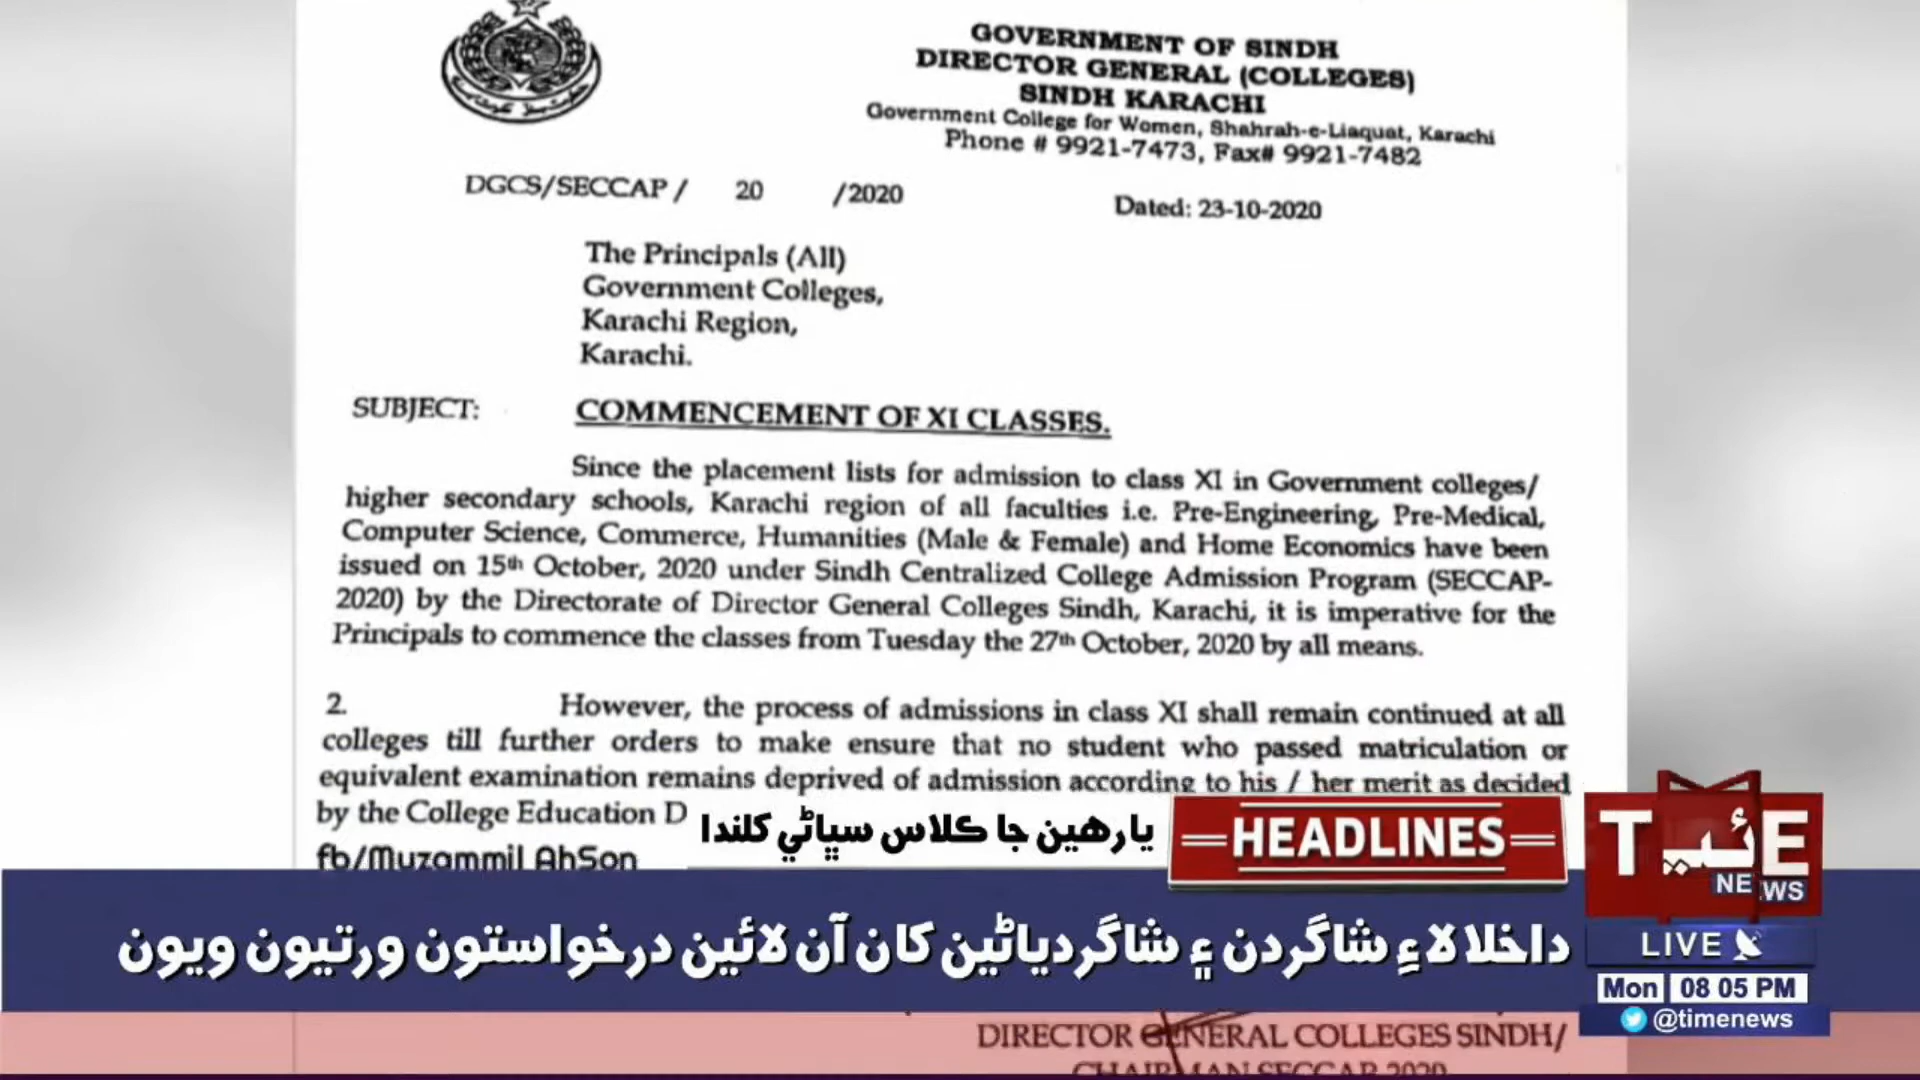 GOVERNMENT OF SINDH
DIRECTOR GENERAL (COLLEGES)
SINDH KARACHI
Government College for Women, Shahrah-e-Liaquat, Karachi
Phone # 9921-7473, Fax# 9921-7482
DGCS/SECCAP / 20 /2020
Dated: 23-10-2020
The Principals (All)
Government Colleges,
Karachi Region,
Karachi.
SUBJECT: COMMENCEMENT OF XI CLASSES.
Since the placement lists for admission to class XI in Government colleges/
higher secondary schools, Karachi region of all faculties i.e. Pre-Engineering, Pre-Medical,
Computer Science, Commerce, Humanities (Male & Female) and Home Economics have been
issued on 15th October, 2020 under Sindh Centralized College Admission Program (SECCAP-
2020) by the Directorate of Director General Colleges Sindh, Karachi, it is imperative for the
Principals to commence the classes from Tuesday the 27th October, 2020 by all means.
2. However, the process of admissions in class XI shall remain continued at all
colleges till further orders to make ensure that no student who passed matriculation or
equivalent examination remains deprived of admission according to his / her merit as decided
by the College Education D
fb/Muzammil AhSon
يارهين جا ڪلاس سڀاڻي کلندا
HEADLINES
داخلا لاءِ شاگردن ۽ شاگردياڻين کان آن لائين درخواستون ورتيون ويون
T ٽائيم E
NEWS
LIVE
Mon 08 05 PM
@timenews
DIRECTOR GENERAL COLLEGES SINDH/
CHAIRMAN SECCAP 2020